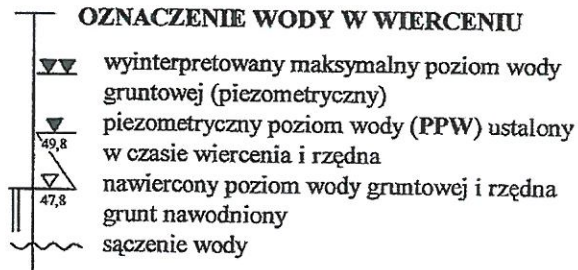 OZNACZENIE WODY W WIERCENIU
wyinterpretowany maksymalny poziom wody
gruntowej (piezometryczny)
piezometryczny poziom wody (PPW) ustalony
49,8
w czasie wiercenia i rzędna
nawiercony poziom wody gruntowej i rzędna
47,8
grunt nawodniony
sączenie wody